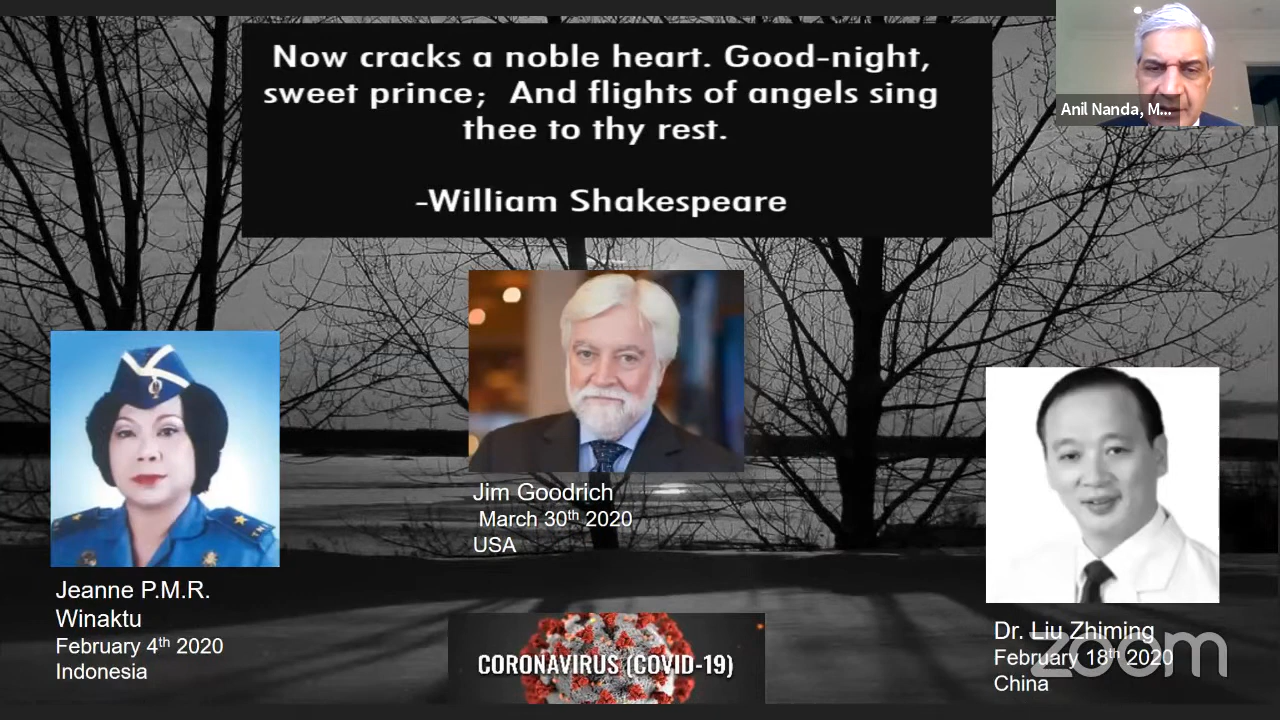 Now cracks a noble heart. Good-night,
sweet prince; And flights of angels sing
thee to thy rest.
-William Shakespeare
Anil Nanda, M...
Jim Goodrich
March 30th 2020
USA
Jeanne P.M.R.
Winaktu
February 4th 2020
Indonesia
CORONAVIRUS (COVID-19)
Dr. Liu Zhiming
February 18th 2020
China
zoom